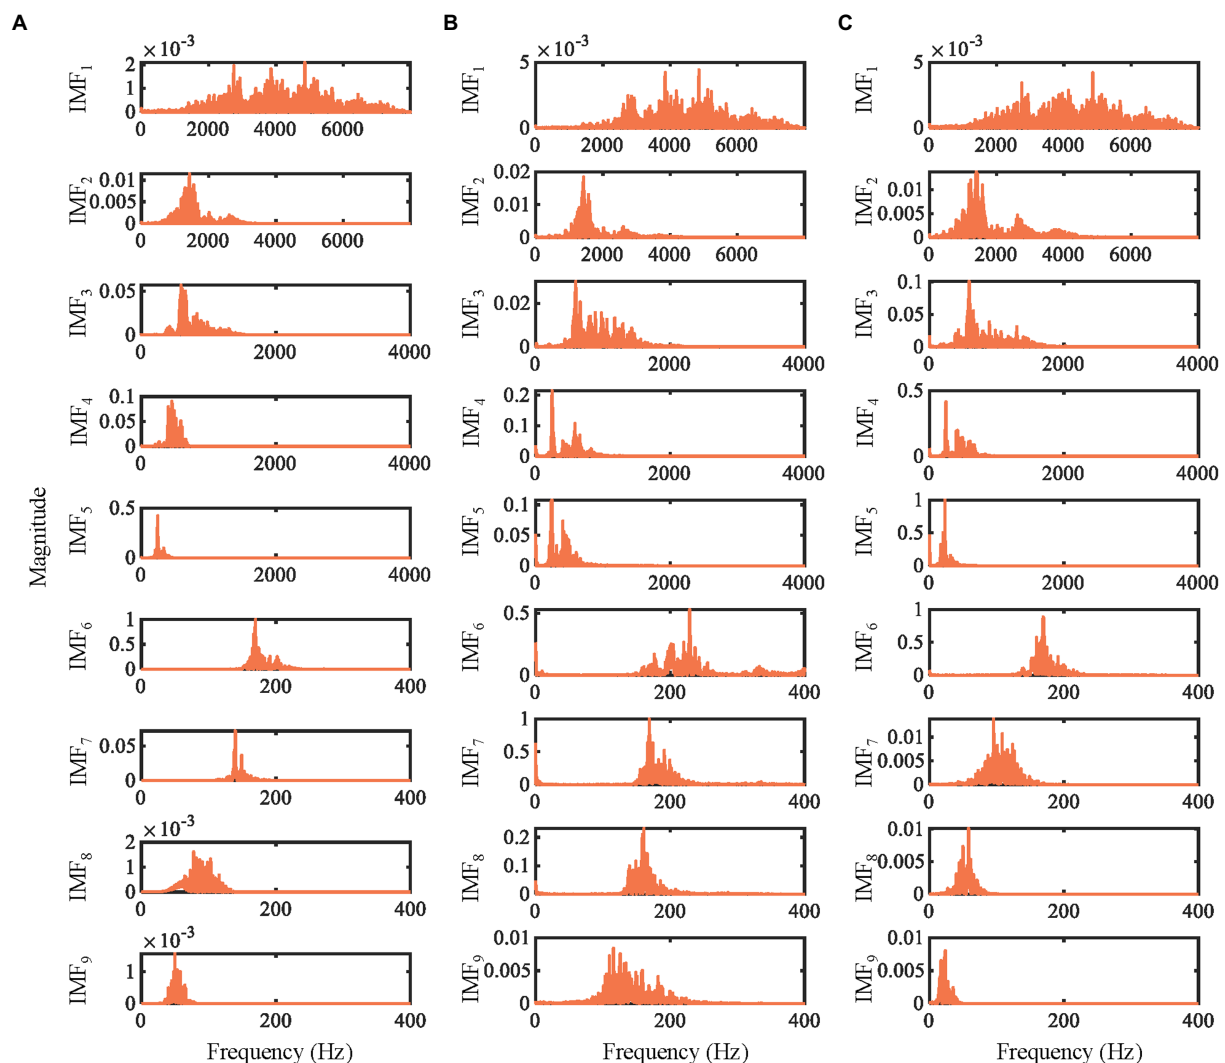 A
B
C
Magnitude
×10⁻³
IMF₁
2
1
0
0 2000 4000 6000
IMF₂
0.01
0.005
0
0 2000 4000 6000
IMF₃
0.05
0
0 2000 4000
IMF₄
0.1
0.05
0
0 2000 4000
IMF₅
0.5
0
0 2000 4000
IMF₆
1
0.5
0
0 200 400
IMF₇
0.05
0
0 200 400
×10⁻³
IMF₈
2
1
0
0 200 400
×10⁻³
IMF₉
1
0
0 200 400
Frequency (Hz)
×10⁻³
IMF₁
5
0
0 2000 4000 6000
IMF₂
0.02
0.01
0
0 2000 4000 6000
IMF₃
0.02
0
0 2000 4000
IMF₄
0.2
0.1
0
0 2000 4000
IMF₅
0.1
0.05
0
0 2000 4000
IMF₆
0.5
0
0 200 400
IMF₇
1
0.5
0
0 200 400
IMF₈
0.2
0.1
0
0 200 400
IMF₉
0.01
0.005
0
0 200 400
Frequency (Hz)
×10⁻³
IMF₁
5
0
0 2000 4000 6000
IMF₂
0.01
0.005
0
0 2000 4000 6000
IMF₃
0.1
0.05
0
0 2000 4000
IMF₄
0.5
0
0 2000 4000
IMF₅
1
0.5
0
0 2000 4000
IMF₆
1
0.5
0
0 200 400
IMF₇
0.01
0.005
0
0 200 400
IMF₈
0.01
0.005
0
0 200 400
IMF₉
0.01
0.005
0
0 200 400
Frequency (Hz)